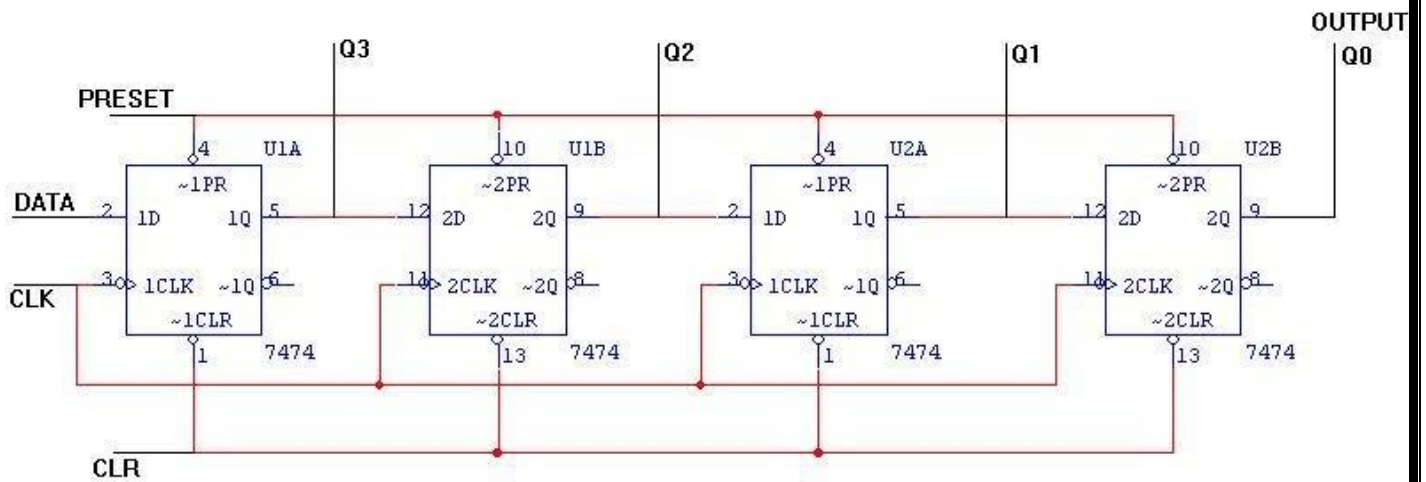 OUTPUT
Q3 Q2 Q1 Q0
PRESET
4 U1A 10 U1B 4 U2A 10 U2B
~1PR ~2PR ~1PR ~2PR
DATA 2 1D 1Q 5 12 2D 2Q 9 2 1D 1Q 5 12 2D 2Q 9
CLK 3 1CLK ~1Q 6 11 2CLK ~2Q 8 3 1CLK ~1Q 6 11 2CLK ~2Q 8
~1CLR ~2CLR ~1CLR ~2CLR
1 7474 13 7474 1 7474 13 7474
CLR